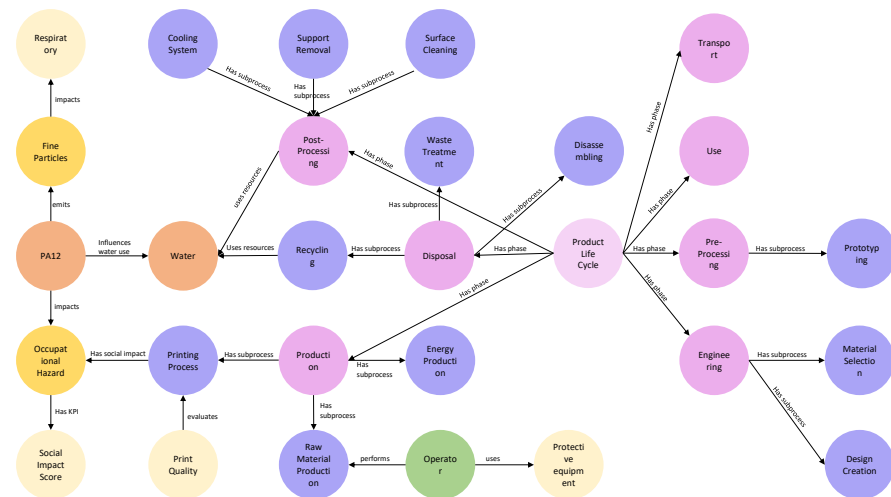 Respirat
ory
Cooling
System
Support
Removal
Surface
Cleaning
Transpo
rt
Has subprocess
Has
subprocess
Has subprocess
impacts
Has phase
Fine
Particles
Post-
Processi
ng
Waste
Treatme
nt
Disasse
mbling
Use
Has phase
uses resources
emits
Has subprocess
Has subprocess
Has phase
PA12
Influences
water use
Water
Uses resources
Recyclin
g
Has subprocess
Disposal
Has phase
Product
Life
Cycle
Has phase
Pre-
Processi
ng
Has subprocess
Prototyp
ing
Has phase
Has phase
impacts
Occupati
onal
Hazard
Has social impact
Printing
Process
Has subprocess
Producti
on
Has
subprocess
Energy
Producti
on
Enginee
ring
Has subprocess
Material
Selectio
n
Has subprocess
Has KPI
evaluates
Has
subprocess
Social
Impact
Score
Print
Quality
Raw
Material
Producti
on
performs
Operato
r
uses
Protecti
ve
equipm
ent
Design
Creation